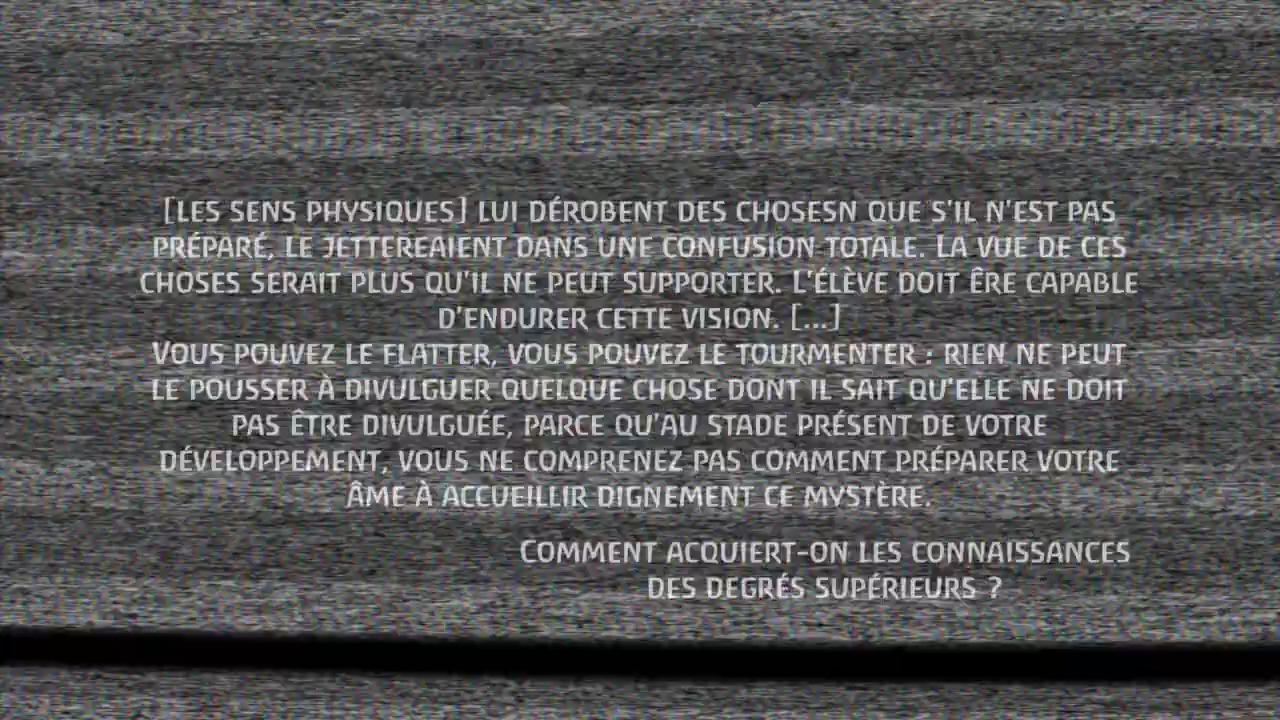 [LES SENS PHYSIQUES] LUI DÉROBENT DES CHOSESN QUE S'IL N'EST PAS
PRÉPARÉ, LE JETTEREAIENT DANS UNE CONFUSION TOTALE. LA VUE DE CES
CHOSES SERAIT PLUS QU'IL NE PEUT SUPPORTER. L'ÉLÈVE DOIT ÊRE CAPABLE
D'ENDURER CETTE VISION. [...]
VOUS POUVEZ LE FLATTER, VOUS POUVEZ LE TOURMENTER : RIEN NE PEUT
LE POUSSER À DIVULGUER QUELQUE CHOSE DONT IL SAIT QU'ELLE NE DOIT
PAS ÊTRE DIVULGUÉE, PARCE QU'AU STADE PRÉSENT DE VOTRE
DÉVELOPPEMENT, VOUS NE COMPRENEZ PAS COMMENT PRÉPARER VOTRE
ÂME À ACCUEILLIR DIGNEMENT CE MYSTÈRE.
COMMENT ACQUIERT-ON LES CONNAISSANCES
DES DEGRÉS SUPÉRIEURS ?